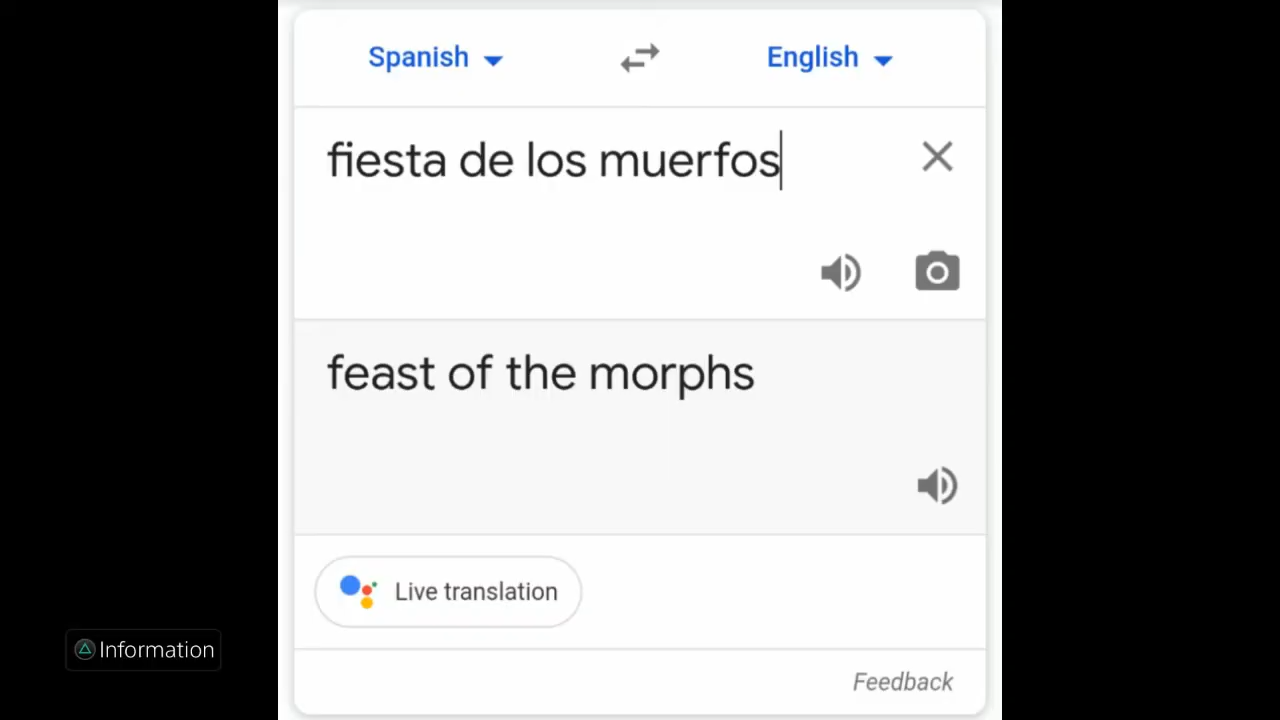 Spanish English
fiesta de los muerfos
feast of the morphs
Live translation
Information
Feedback